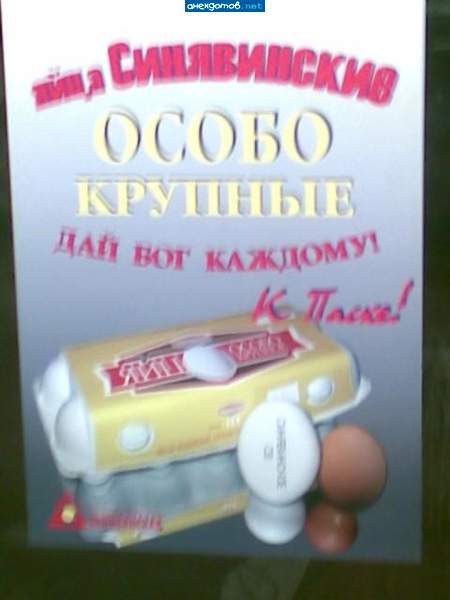 анекдотов.net
яйца Синявинские
ОСОБО
КРУПНЫЕ
ДАЙ БОГ КАЖДОМУ!
К Пасхе!